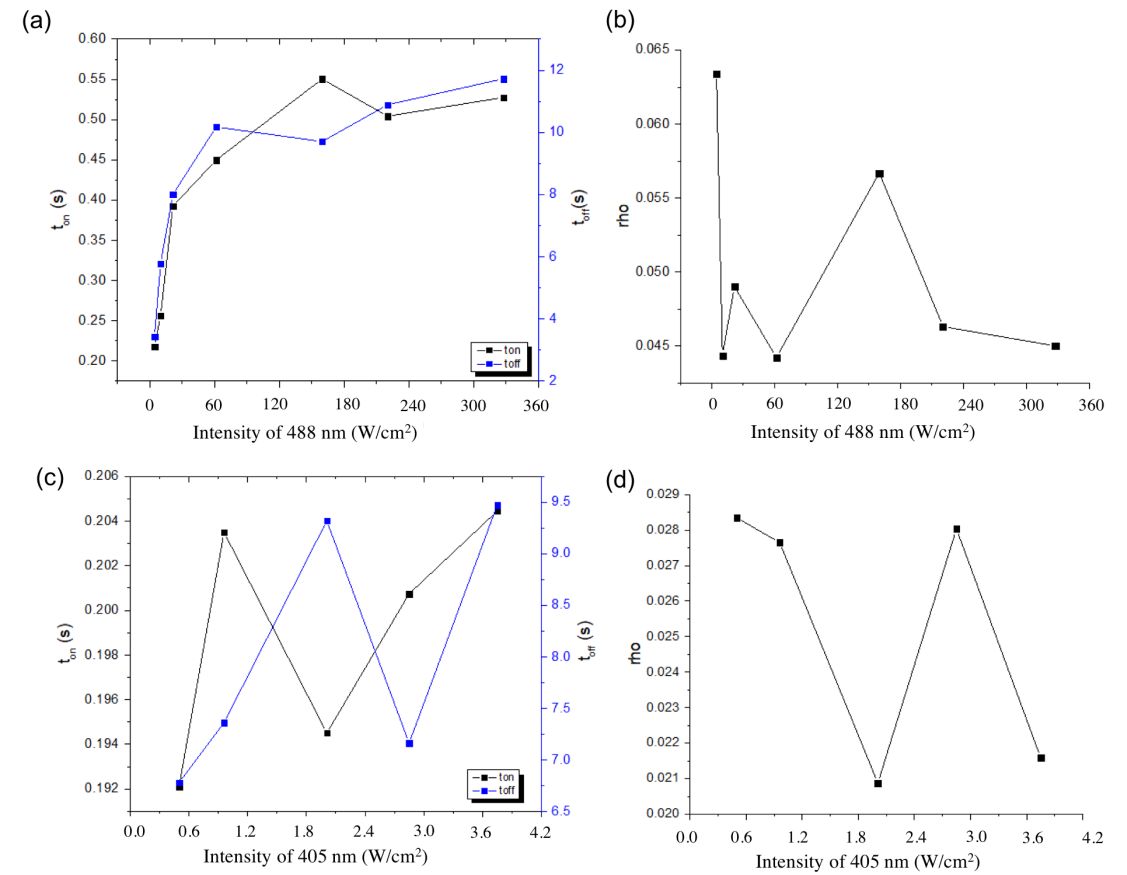 (a)
0.60
0.55
0.50
0.45
0.40
0.35
0.30
0.25
0.20
t_on (s)
12
10
8
6
4
2
t_off(s)
ton
toff
0 60 120 180 240 300 360
Intensity of 488 nm (W/cm²)
(b)
0.065
0.060
0.055
0.050
0.045
rho
0 60 120 180 240 300 360
Intensity of 488 nm (W/cm²)
(c)
0.206
0.204
0.202
0.200
0.198
0.196
0.194
0.192
t_on (s)
9.5
9.0
8.5
8.0
7.5
7.0
6.5
t_off (s)
ton
toff
0.0 0.6 1.2 1.8 2.4 3.0 3.6 4.2
Intensity of 405 nm (W/cm²)
(d)
0.029
0.028
0.027
0.026
0.025
0.024
0.023
0.022
0.021
0.020
rho
0.0 0.6 1.2 1.8 2.4 3.0 3.6 4.2
Intensity of 405 nm (W/cm²)